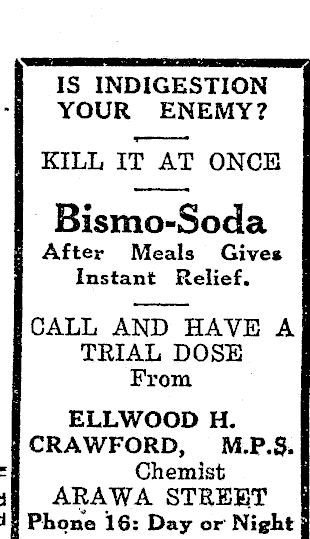 IS INDIGESTION
YOUR ENEMY?
KILL IT AT ONCE
Bismo-Soda
After Meals Gives
Instant Relief.
CALL AND HAVE A
TRIAL DOSE
From
ELLWOOD H.
CRAWFORD, M.P.S.
Chemist
ARAWA STREET
Phone 16: Day or Night